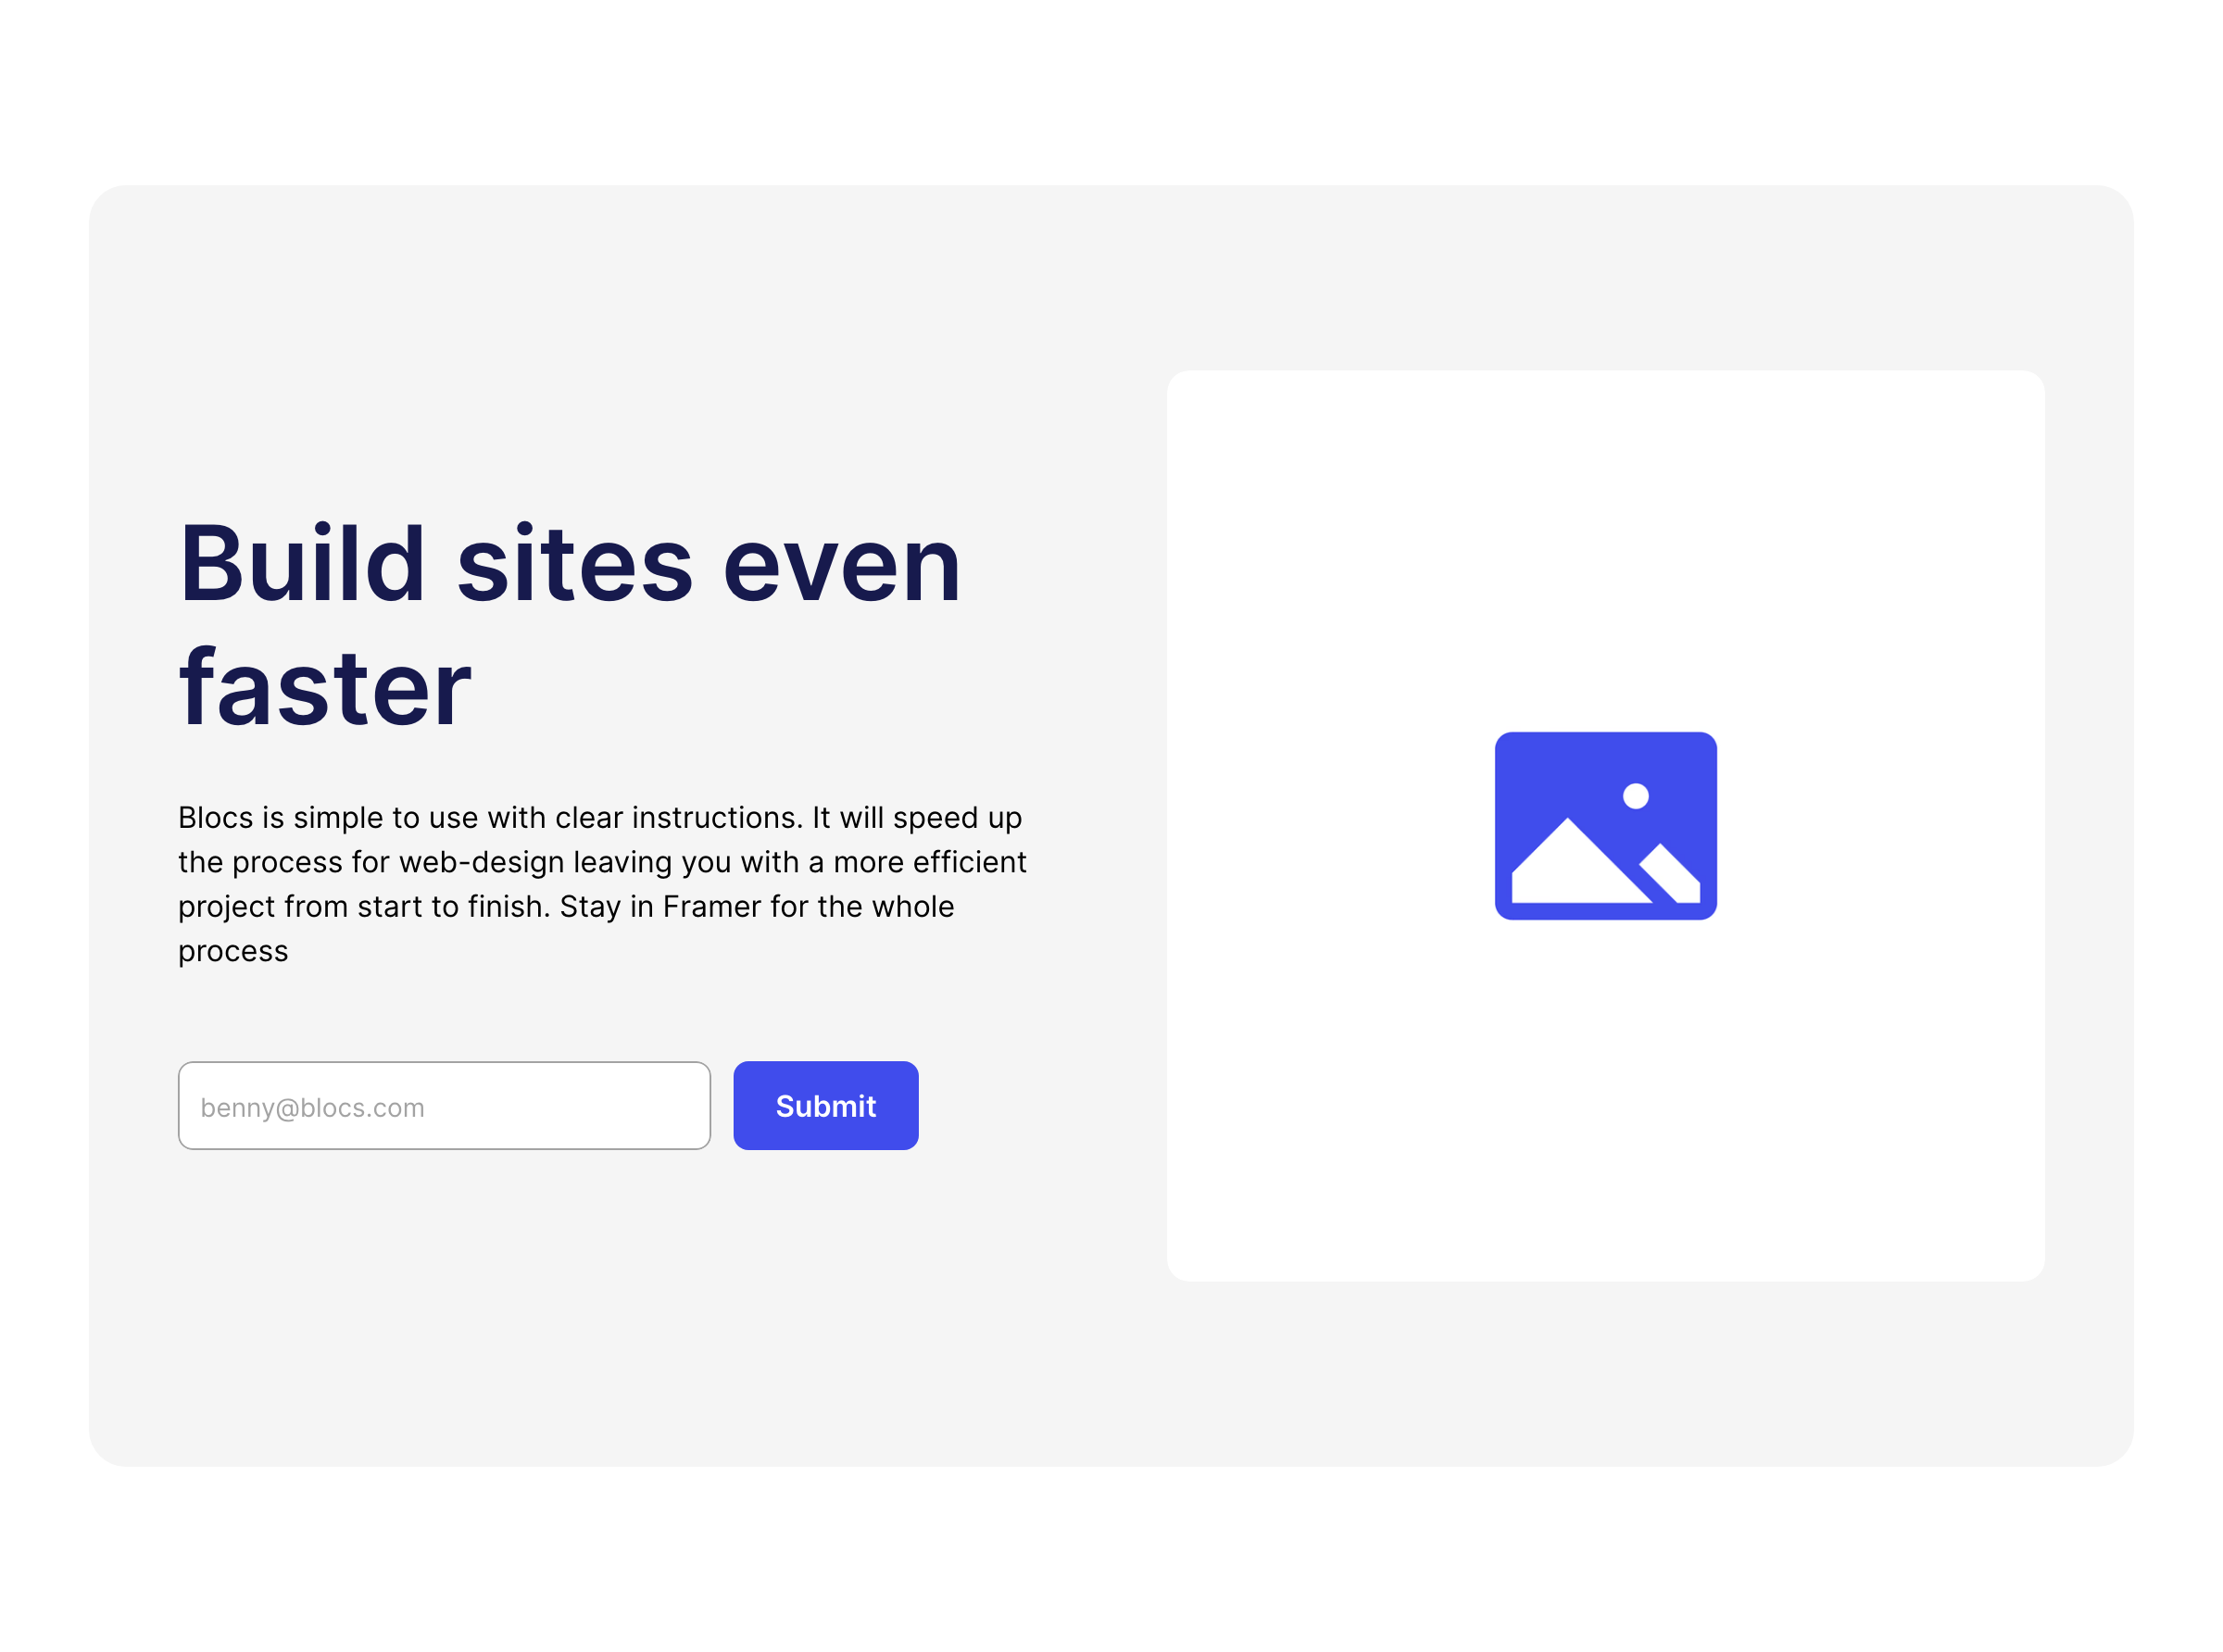 Build sites even
faster
Blocs is simple to use with clear instructions. It will speed up
the process for web-design leaving you with a more efficient
project from start to finish. Stay in Framer for the whole
process
benny@blocs.com
Submit